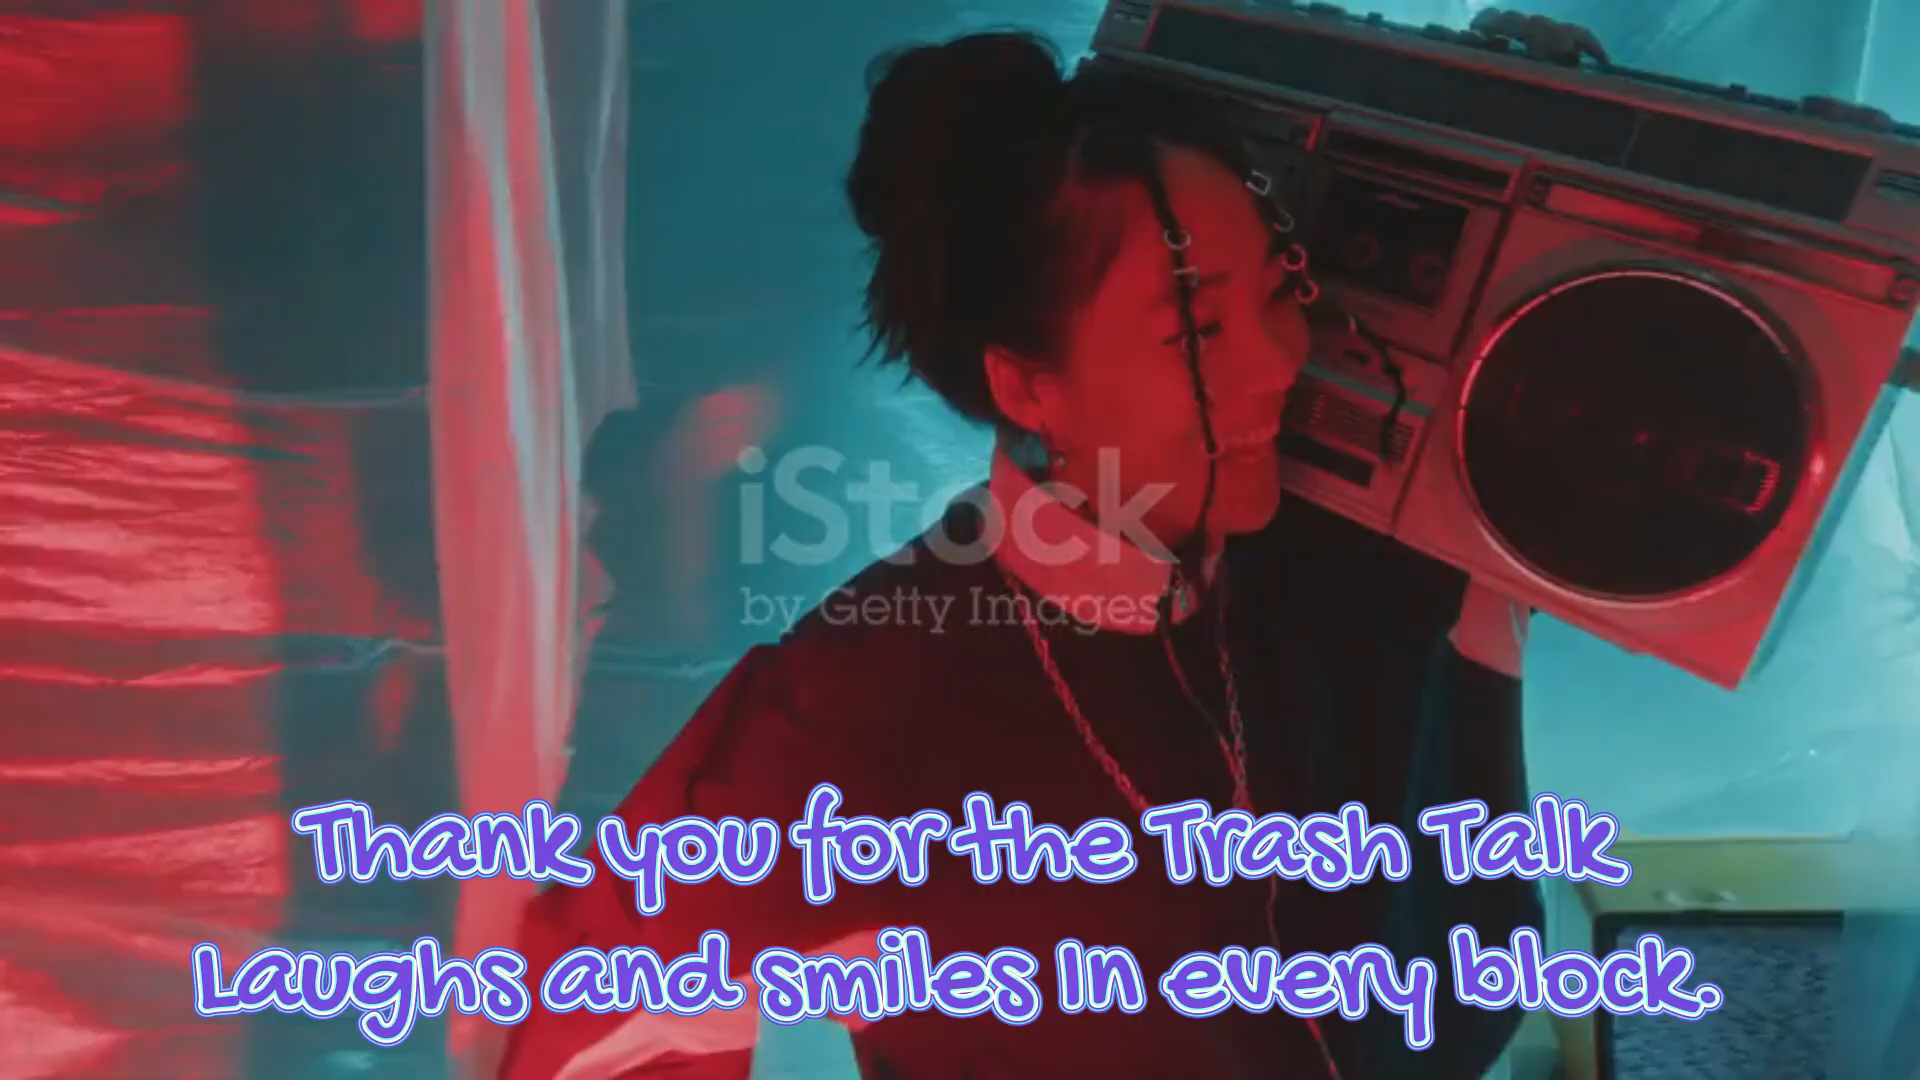 iStock
by Getty Images
Thank you for the Trash Talk
Laughs and smiles In every block.